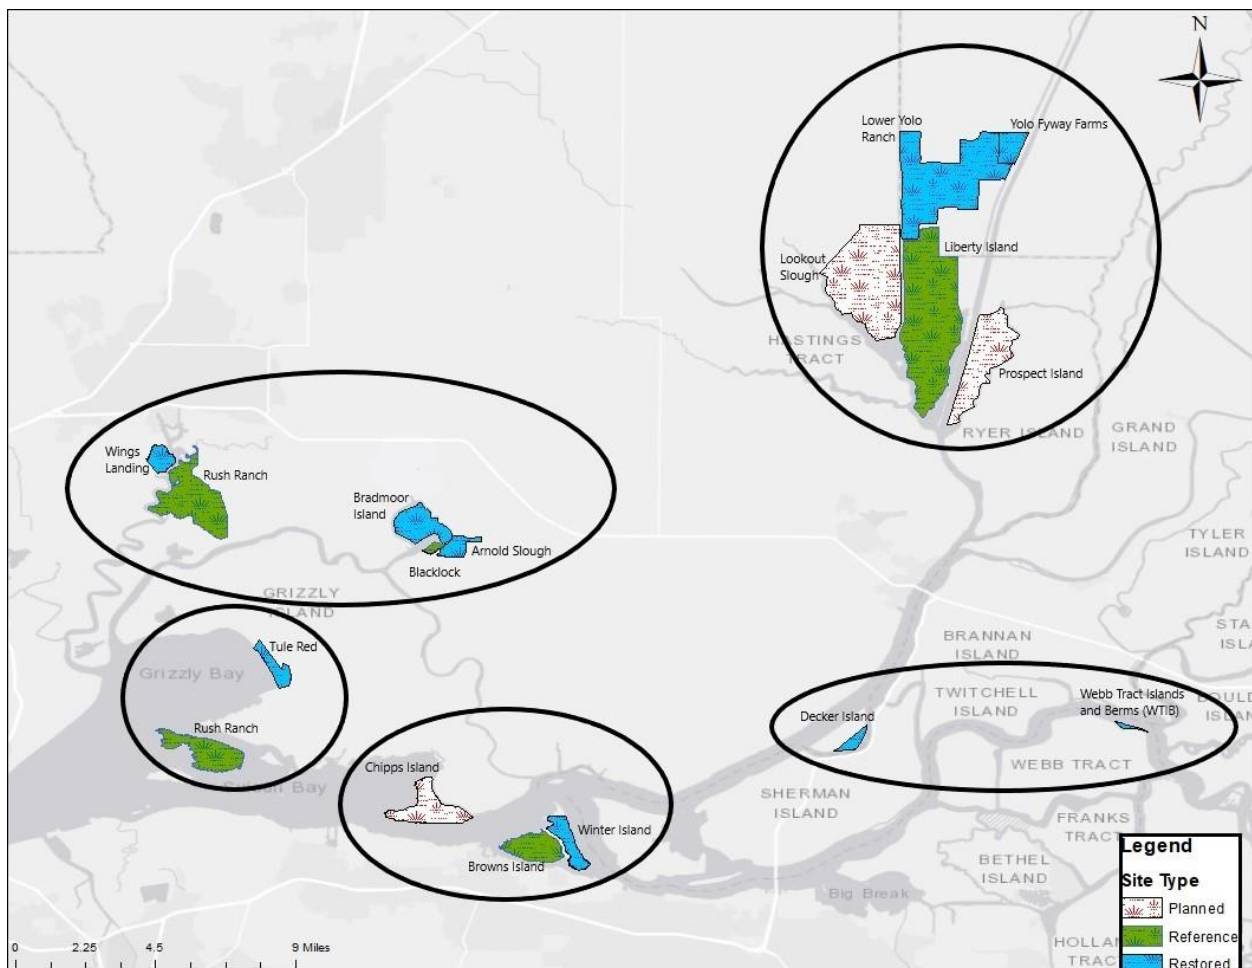 N
Lower Yolo
Ranch
Yolo Fyway Farms
Liberty Island
Lookout
Slough
HASTINGS
TRACT
Prospect Island
RYER ISLAND
GRAND
ISLAND
Wings
Landing
Rush Ranch
Bradmoor
Island
Arnold Slough
Blacklock
TYLER
ISLAND
GRIZZLY
ISLAND
Tule Red
Grizzly Bay
BRANNAN
ISLAND
TWITCHELL
ISLAND
Webb Tract Islands
and Berms (WTIB)
Decker Island
Rush Ranch
Bay
WEBB TRACT
Chipps Island
SHERMAN
ISLAND
Winter Island
Browns Island
FRANKS
TRACT
BETHEL
ISLAND
Big Break
Legend
Site Type
Planned
Reference
Restored
0 2.25 4.5 9 Miles